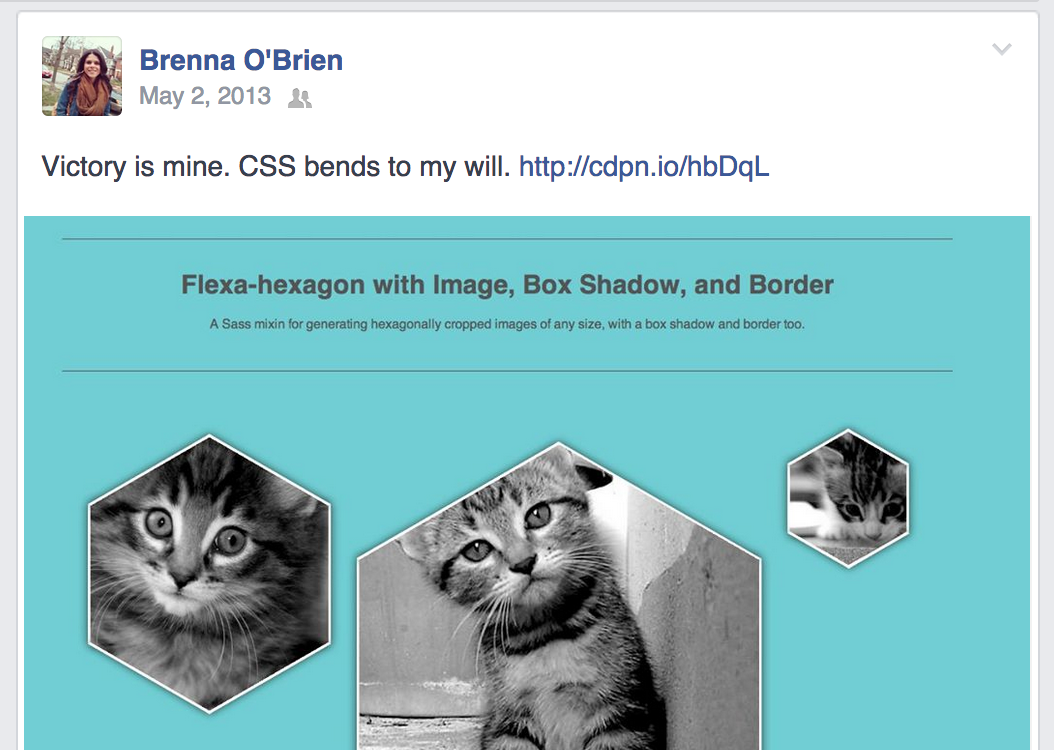 Brenna O'Brien
May 2, 2013
Victory is mine. CSS bends to my will. http://cdpn.io/hbDqL
Flexa-hexagon with Image, Box Shadow, and Border
A Sass mixin for generating hexagonally cropped images of any size, with a box shadow and border too.